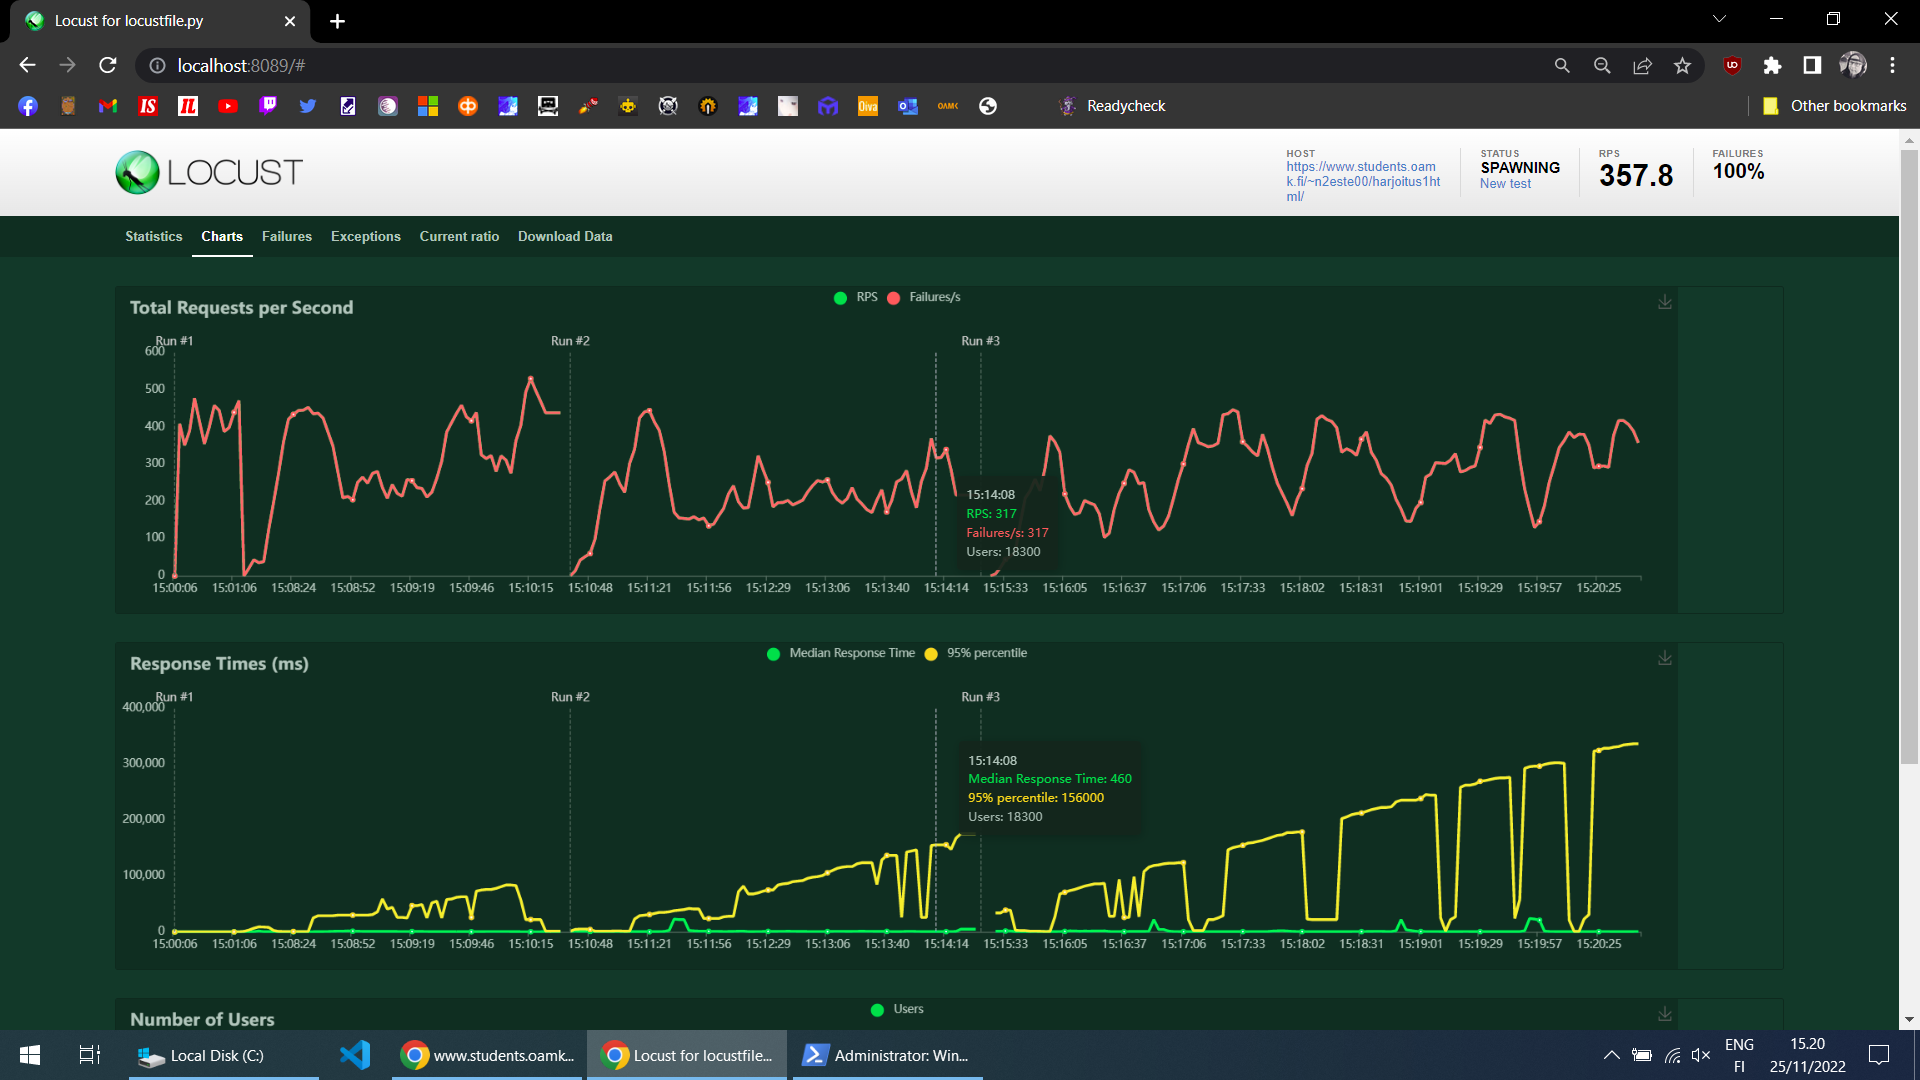 Locust for locustfile.py
localhost:8089/#
Readycheck
Other bookmarks
LOCUST
HOST
https://www.students.oam
k.fi/~n2este00/harjoitus1ht
ml/
STATUS
SPAWNING
New test
RPS
357.8
FAILURES
100%
Statistics Charts Failures Exceptions Current ratio Download Data
Total Requests per Second
RPS Failures/s
Run #1 Run #2 Run #3
600
500
400
300
200
100
0
15:14:08
RPS: 317
Failures/s: 317
Users: 18300
15:00:06 15:01:06 15:08:24 15:08:52 15:09:19 15:09:46 15:10:15 15:10:48 15:11:21 15:11:56 15:12:29 15:13:06 15:13:40 15:14:14 15:15:33 15:16:05 15:16:37 15:17:06 15:17:33 15:18:02 15:18:31 15:19:01 15:19:29 15:19:57 15:20:25
Response Times (ms)
Median Response Time 95% percentile
Run #1 Run #2 Run #3
400,000
300,000
200,000
100,000
0
15:14:08
Median Response Time: 460
95% percentile: 156000
Users: 18300
15:00:06 15:01:06 15:08:24 15:08:52 15:09:19 15:09:46 15:10:15 15:10:48 15:11:21 15:11:56 15:12:29 15:13:06 15:13:40 15:14:14 15:15:33 15:16:05 15:16:37 15:17:06 15:17:33 15:18:02 15:18:31 15:19:01 15:19:29 15:19:57 15:20:25
Number of Users
Users
Local Disk (C:)
www.students.oamk...
Locust for locustfile...
Administrator: Win...
ENG
FI
15.20
25/11/2022